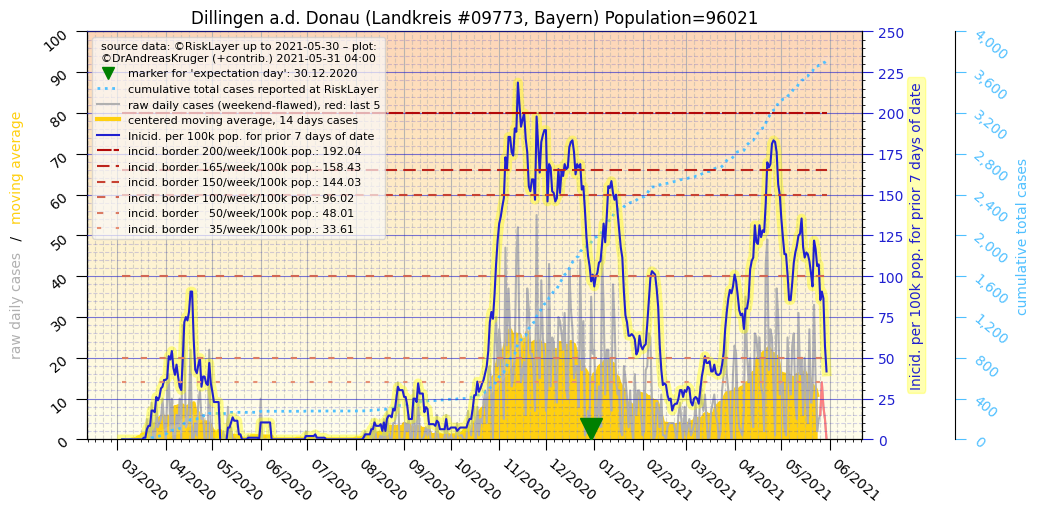 Dillingen a.d. Donau (Landkreis #09773, Bayern) Population=96021
source data: ©RiskLayer up to 2021-05-30 – plot:
©DrAndreasKruger (+contrib.) 2021-05-31 04:00
marker for 'expectation day': 30.12.2020
cumulative total cases reported at RiskLayer
raw daily cases (weekend-flawed), red: last 5
centered moving average, 14 days cases
Inicid. per 100k pop. for prior 7 days of date
incid. border 200/week/100k pop.: 192.04
incid. border 165/week/100k pop.: 158.43
incid. border 150/week/100k pop.: 144.03
incid. border 100/week/100k pop.: 96.02
incid. border   50/week/100k pop.: 48.01
incid. border   35/week/100k pop.: 33.61
raw daily cases / moving average
100
90
80
70
60
50
40
30
20
10
0
03/2020
04/2020
05/2020
06/2020
07/2020
08/2020
09/2020
10/2020
11/2020
12/2020
01/2021
02/2021
03/2021
04/2021
05/2021
06/2021
250
225
200
175
150
125
100
75
50
25
0
Inicid. per 100k pop. for prior 7 days of date
4,000
3,600
3,200
2,800
2,400
2,000
1,600
1,200
800
400
0
cumulative total cases